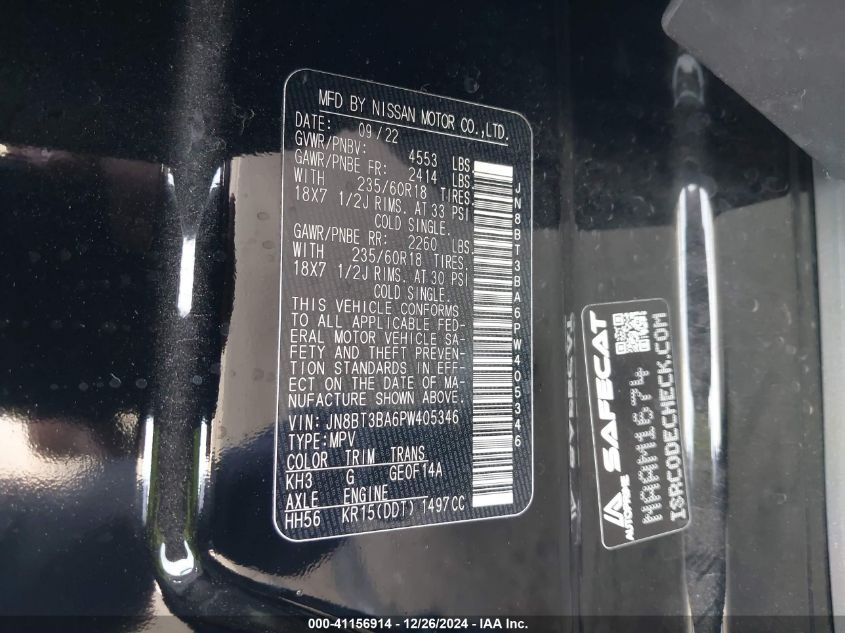 MFD BY NISSAN MOTOR CO.,LTD.
DATE: 09/22
GVWR/PNBV: 4553 LBS
GAWR/PNBE FR: 2414 LBS
WITH 235/60R18 TIRES.
18X7 1/2J RIMS. AT 33 PSI
COLD SINGLE.
GAWR/PNBE RR: 2260 LBS
WITH 235/60R18 TIRES.
18X7 1/2J RIMS. AT 30 PSI
COLD SINGLE.
THIS VEHICLE CONFORMS
TO ALL APPLICABLE FED-
ERAL MOTOR VEHICLE SA-
FETY AND THEFT PREVEN-
TION STANDARDS IN EFF-
ECT ON THE DATE OF MA-
NUFACTURE SHOWN ABOVE.
VIN: JN8BT3BA6PW405346
TYPE:MPV
COLOR TRIM TRANS
KH3 G GE0F14A
AXLE ENGINE
HH56 KR15(DDT) 1497CC
JN8BT3BA6PW405346
AUTOVIBE SAFECAT
NAAM1674
ISRCODECHECK.COM
000-41156914 - 12/26/2024 - IAA Inc.